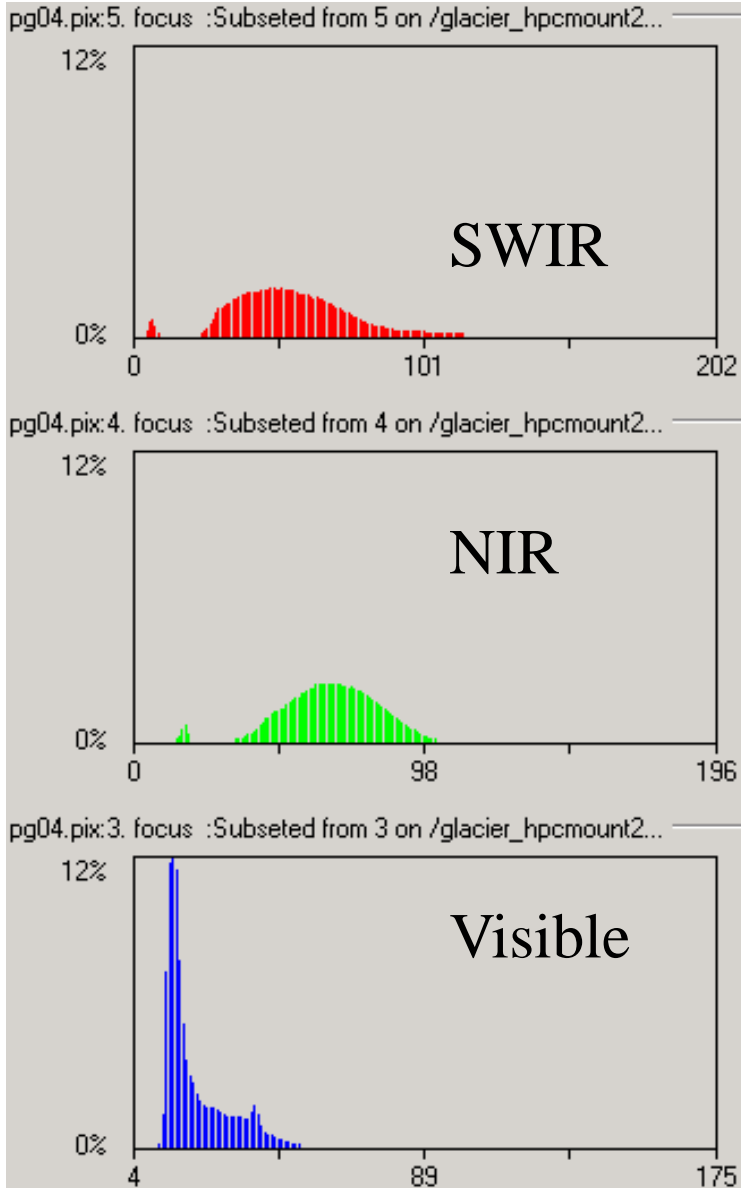 pg04.pix:5. focus :Subseted from 5 on /glacier_hpcmount2...
12%
SWIR
0%
0 101 202
pg04.pix:4. focus :Subseted from 4 on /glacier_hpcmount2...
12%
NIR
0%
0 98 196
pg04.pix:3. focus :Subseted from 3 on /glacier_hpcmount2...
12%
Visible
0%
4 89 175